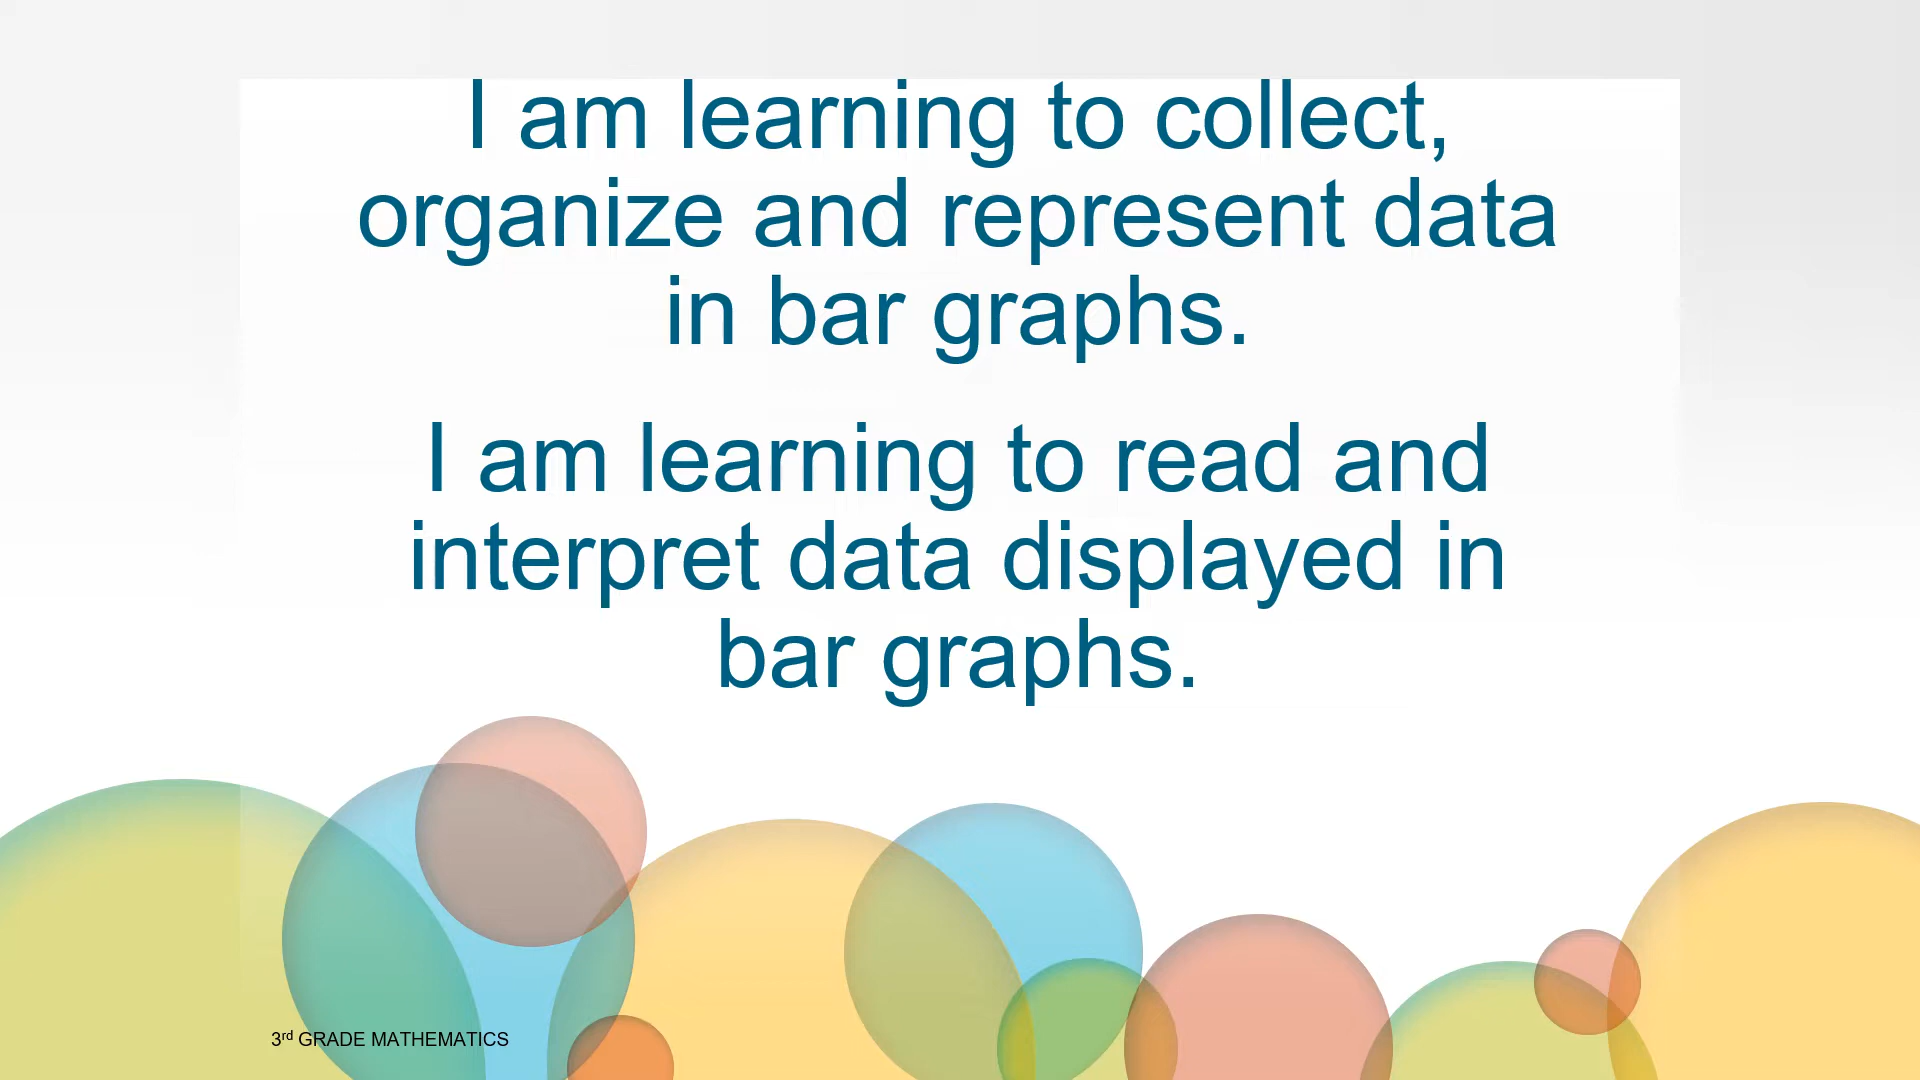 I am learning to collect,
organize and represent data
in bar graphs.
I am learning to read and
interpret data displayed in
bar graphs.
3rd GRADE MATHEMATICS